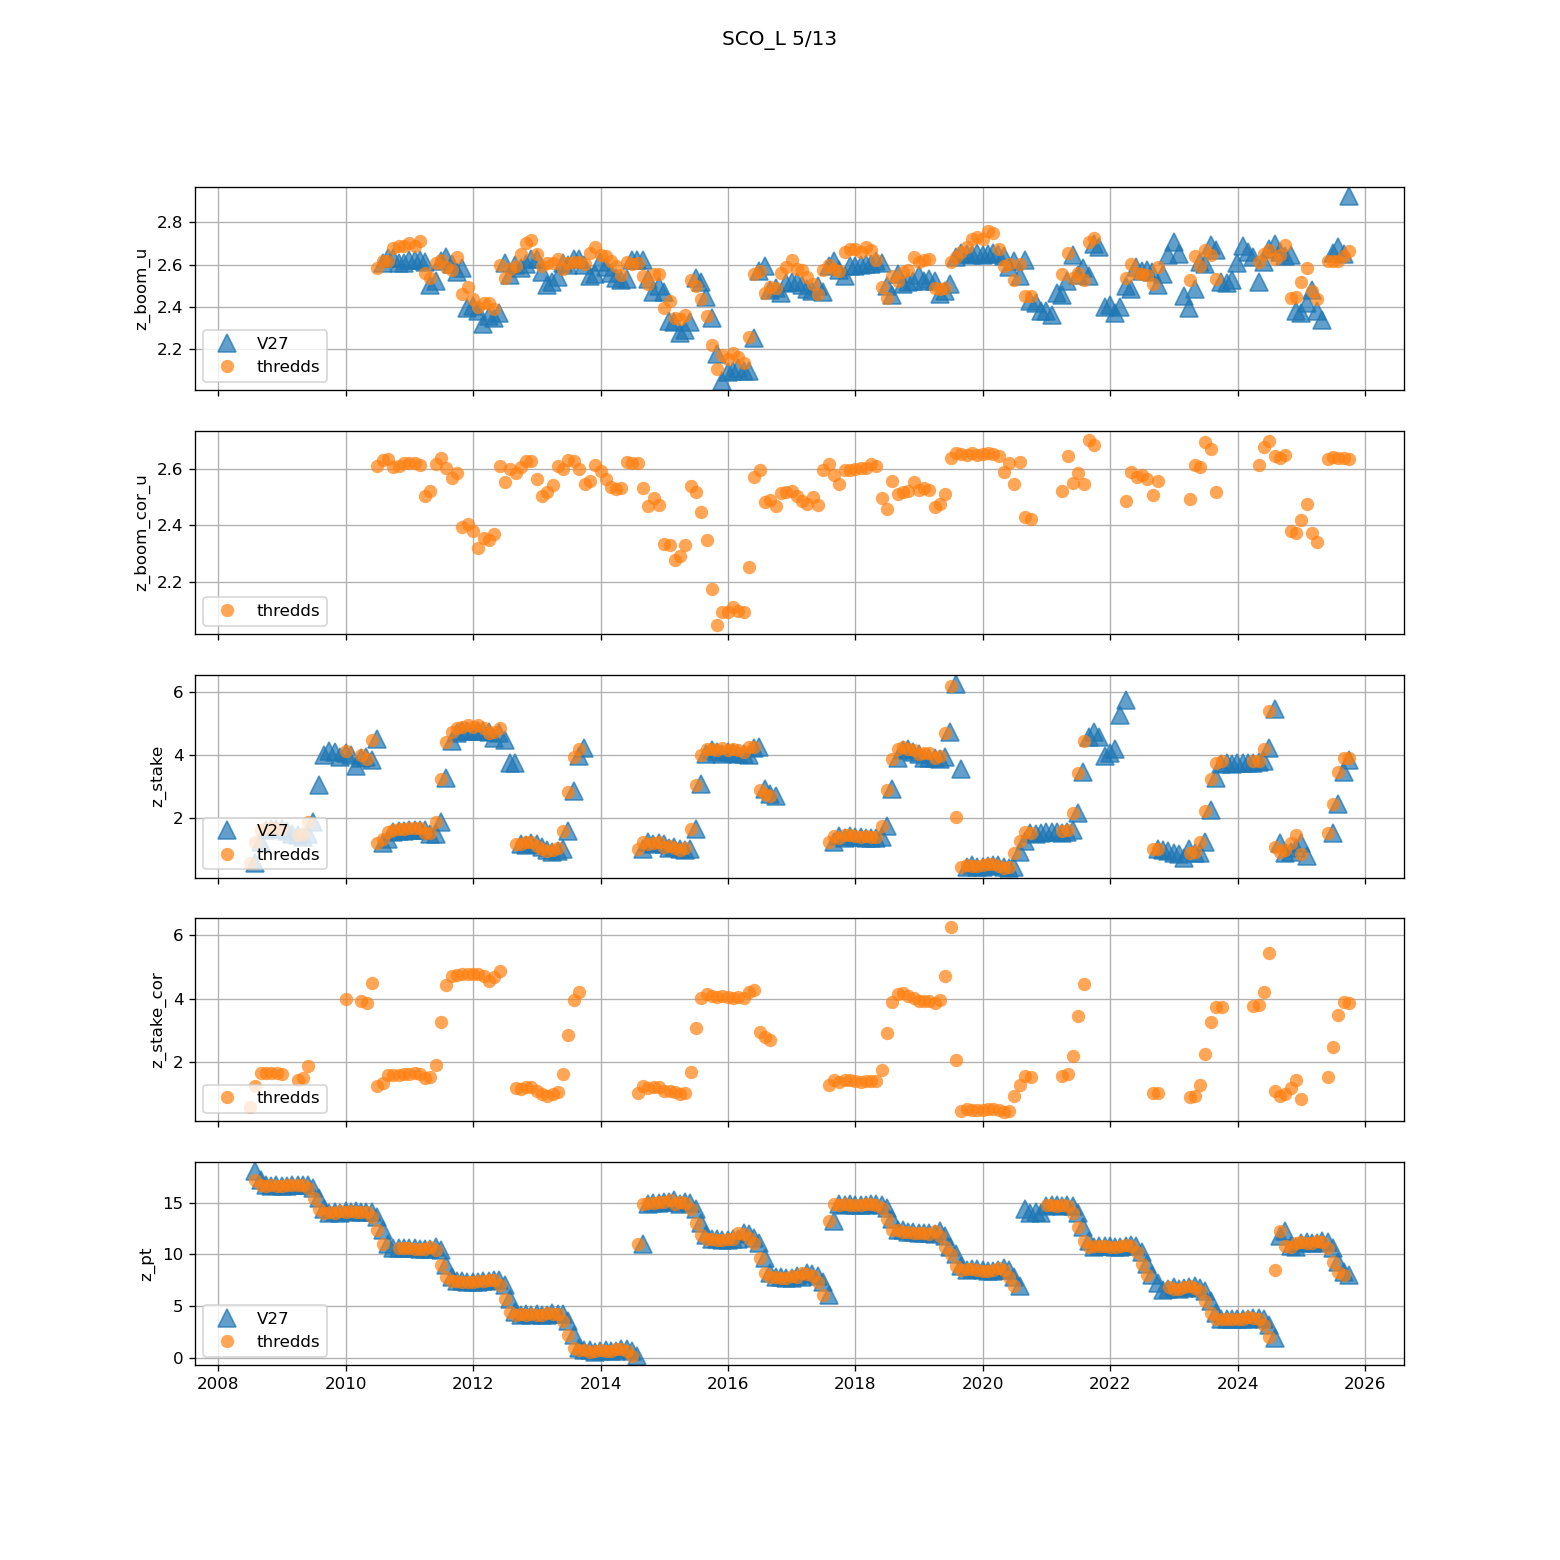 SCO_L 5/13
z_boom_u
2.8
2.6
2.4
2.2
V27
thredds
z_boom_cor_u
2.6
2.4
2.2
thredds
z_stake
6
4
2
V27
thredds
z_stake_cor
6
4
2
thredds
z_pt
15
10
5
0
V27
thredds
2008 2010 2012 2014 2016 2018 2020 2022 2024 2026